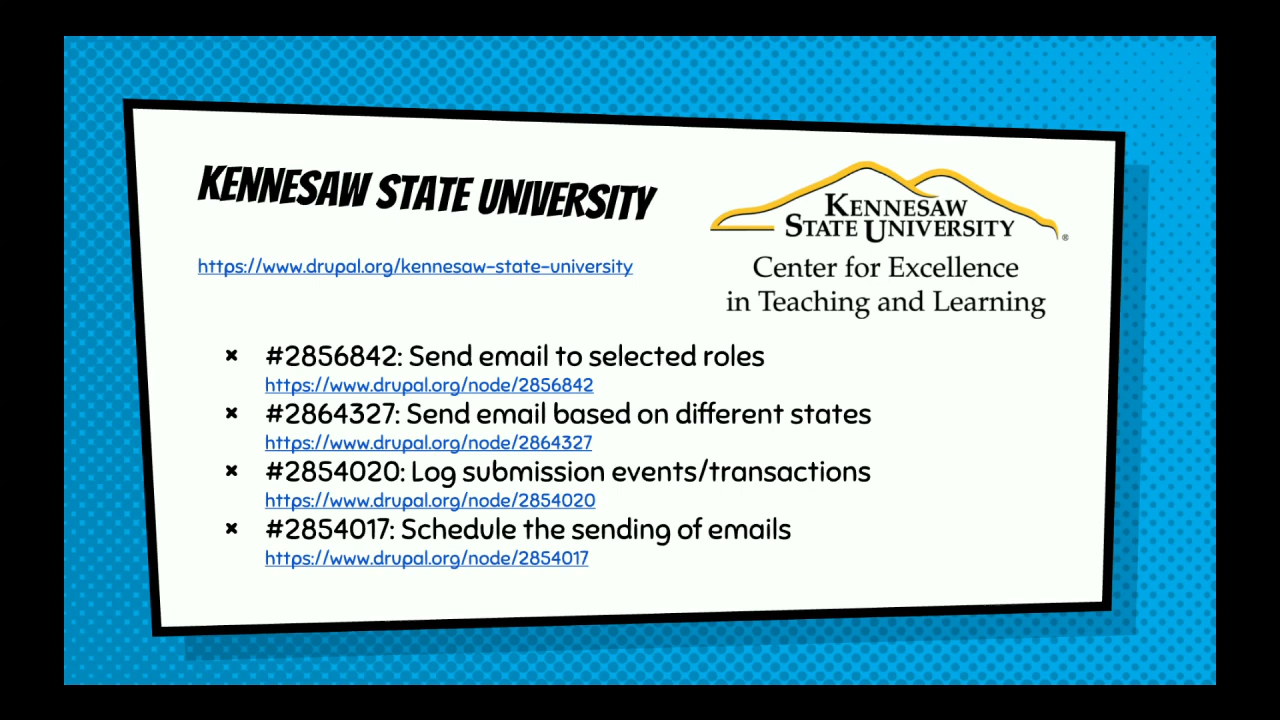 KENNESAW STATE UNIVERSITY
https://www.drupal.org/kennesaw-state-university
KENNESAW
STATE UNIVERSITY
®
Center for Excellence
in Teaching and Learning
× #2856842: Send email to selected roles
https://www.drupal.org/node/2856842
× #2864327: Send email based on different states
https://www.drupal.org/node/2864327
× #2854020: Log submission events/transactions
https://www.drupal.org/node/2854020
× #2854017: Schedule the sending of emails
https://www.drupal.org/node/2854017